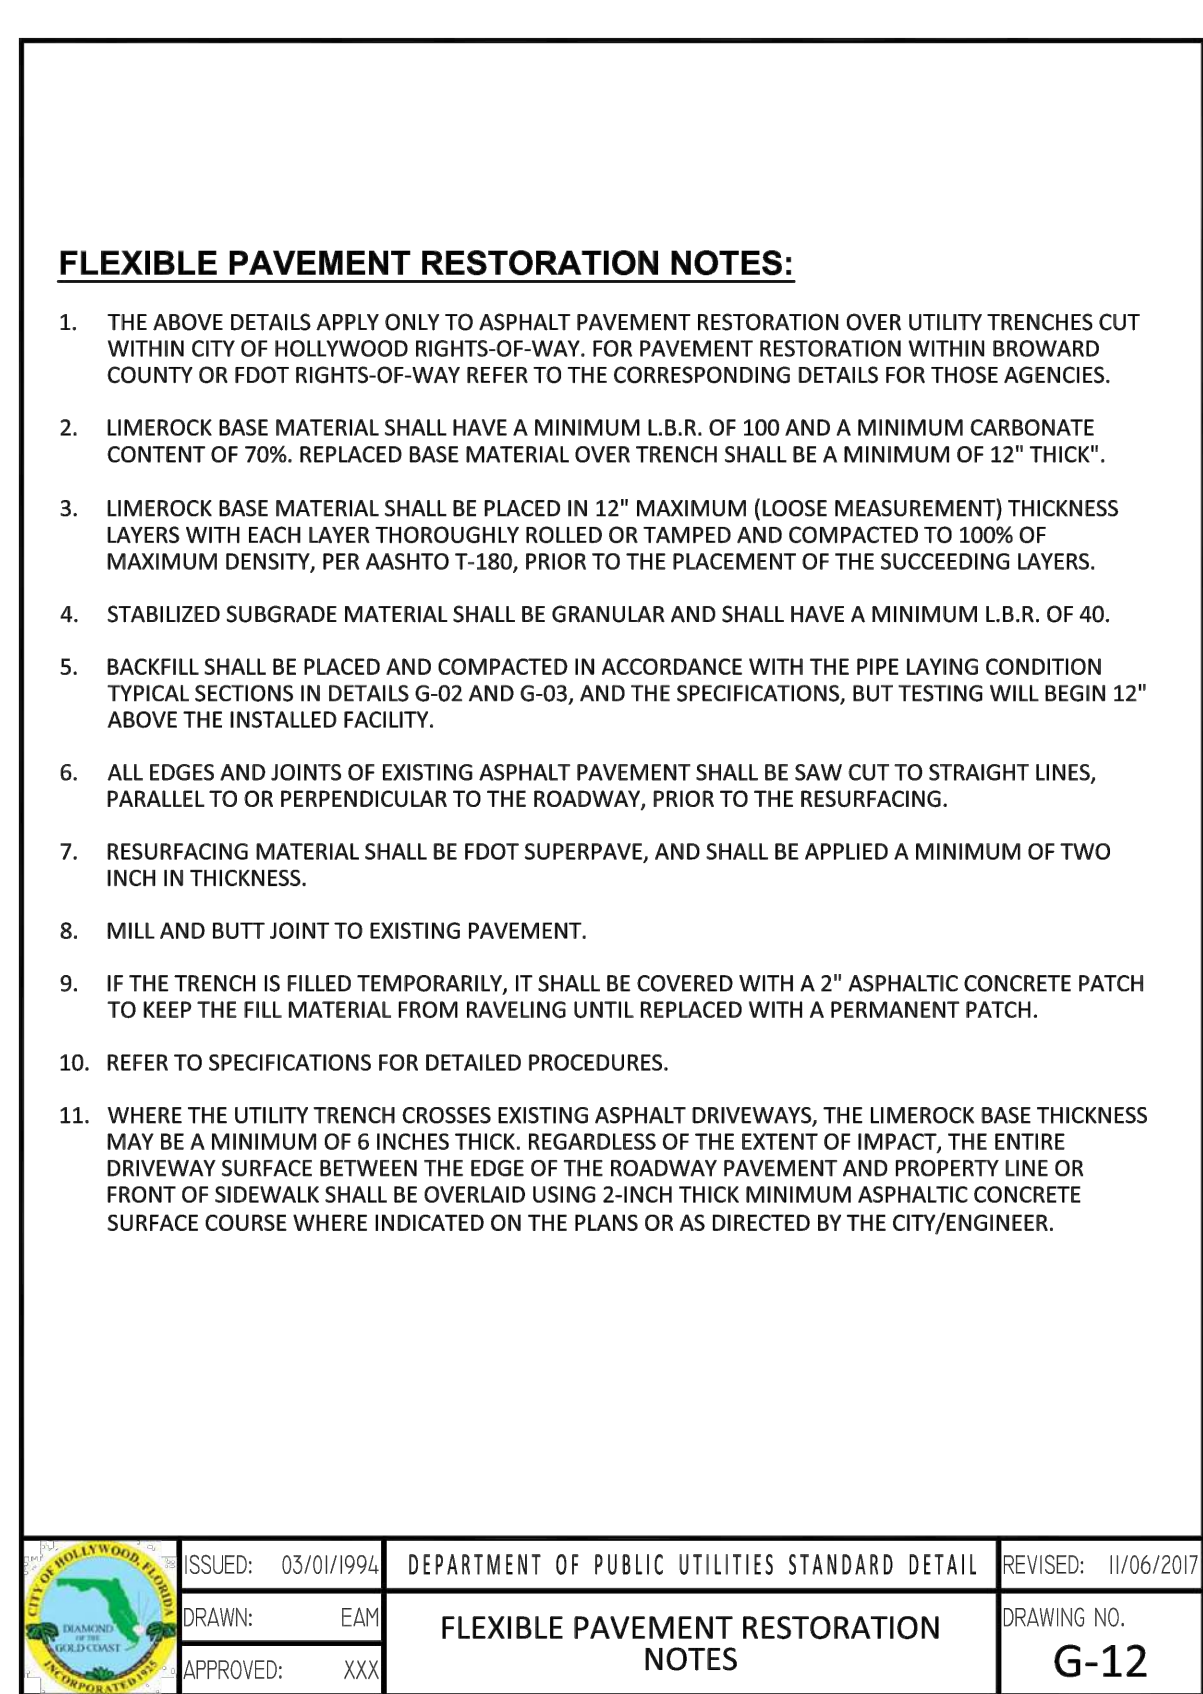 FLEXIBLE PAVEMENT RESTORATION NOTES:
1. THE ABOVE DETAILS APPLY ONLY TO ASPHALT PAVEMENT RESTORATION OVER UTILITY TRENCHES CUT
WITHIN CITY OF HOLLYWOOD RIGHTS-OF-WAY. FOR PAVEMENT RESTORATION WITHIN BROWARD
COUNTY OR FDOT RIGHTS-OF-WAY REFER TO THE CORRESPONDING DETAILS FOR THOSE AGENCIES.
2. LIMEROCK BASE MATERIAL SHALL HAVE A MINIMUM L.B.R. OF 100 AND A MINIMUM CARBONATE
CONTENT OF 70%. REPLACED BASE MATERIAL OVER TRENCH SHALL BE A MINIMUM OF 12" THICK".
3. LIMEROCK BASE MATERIAL SHALL BE PLACED IN 12" MAXIMUM (LOOSE MEASUREMENT) THICKNESS
LAYERS WITH EACH LAYER THOROUGHLY ROLLED OR TAMPED AND COMPACTED TO 100% OF
MAXIMUM DENSITY, PER AASHTO T-180, PRIOR TO THE PLACEMENT OF THE SUCCEEDING LAYERS.
4. STABILIZED SUBGRADE MATERIAL SHALL BE GRANULAR AND SHALL HAVE A MINIMUM L.B.R. OF 40.
5. BACKFILL SHALL BE PLACED AND COMPACTED IN ACCORDANCE WITH THE PIPE LAYING CONDITION
TYPICAL SECTIONS IN DETAILS G-02 AND G-03, AND THE SPECIFICATIONS, BUT TESTING WILL BEGIN 12"
ABOVE THE INSTALLED FACILITY.
6. ALL EDGES AND JOINTS OF EXISTING ASPHALT PAVEMENT SHALL BE SAW CUT TO STRAIGHT LINES,
PARALLEL TO OR PERPENDICULAR TO THE ROADWAY, PRIOR TO THE RESURFACING.
7. RESURFACING MATERIAL SHALL BE FDOT SUPERPAVE, AND SHALL BE APPLIED A MINIMUM OF TWO
INCH IN THICKNESS.
8. MILL AND BUTT JOINT TO EXISTING PAVEMENT.
9. IF THE TRENCH IS FILLED TEMPORARILY, IT SHALL BE COVERED WITH A 2" ASPHALTIC CONCRETE PATCH
TO KEEP THE FILL MATERIAL FROM RAVELING UNTIL REPLACED WITH A PERMANENT PATCH.
10. REFER TO SPECIFICATIONS FOR DETAILED PROCEDURES.
11. WHERE THE UTILITY TRENCH CROSSES EXISTING ASPHALT DRIVEWAYS, THE LIMEROCK BASE THICKNESS
MAY BE A MINIMUM OF 6 INCHES THICK. REGARDLESS OF THE EXTENT OF IMPACT, THE ENTIRE
DRIVEWAY SURFACE BETWEEN THE EDGE OF THE ROADWAY PAVEMENT AND PROPERTY LINE OR
FRONT OF SIDEWALK SHALL BE OVERLAID USING 2-INCH THICK MINIMUM ASPHALTIC CONCRETE
SURFACE COURSE WHERE INDICATED ON THE PLANS OR AS DIRECTED BY THE CITY/ENGINEER.
CITY OF HOLLYWOOD, FLORIDA
DIAMOND
OF THE
GOLD COAST
INCORPORATED 1925
ISSUED: 03/01/1994
DRAWN: EAM
APPROVED: XXX
DEPARTMENT OF PUBLIC UTILITIES STANDARD DETAIL
FLEXIBLE PAVEMENT RESTORATION
NOTES
REVISED: 11/06/2017
DRAWING NO.
G-12